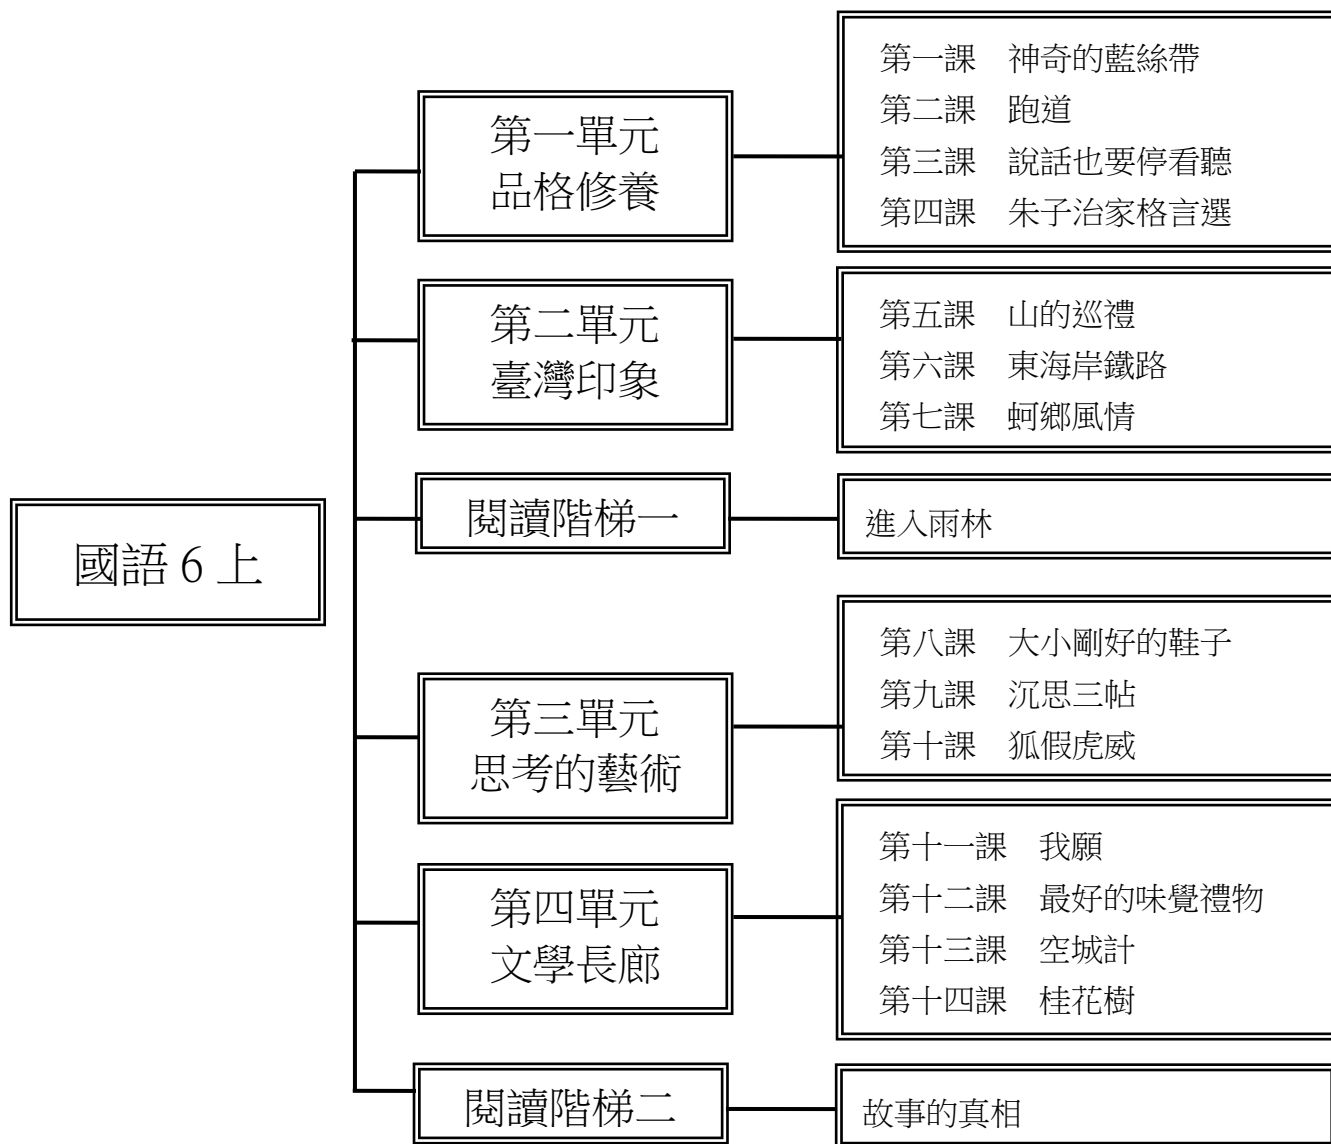 國語 6 上
第一單元
品格修養
第一課　神奇的藍絲帶
第二課　跑道
第三課　說話也要停看聽
第四課　朱子治家格言選
第二單元
臺灣印象
第五課　山的巡禮
第六課　東海岸鐵路
第七課　蚵鄉風情
閱讀階梯一
進入雨林
第三單元
思考的藝術
第八課　大小剛好的鞋子
第九課　沉思三帖
第十課　狐假虎威
第四單元
文學長廊
第十一課　我願
第十二課　最好的味覺禮物
第十三課　空城計
第十四課　桂花樹
閱讀階梯二
故事的真相